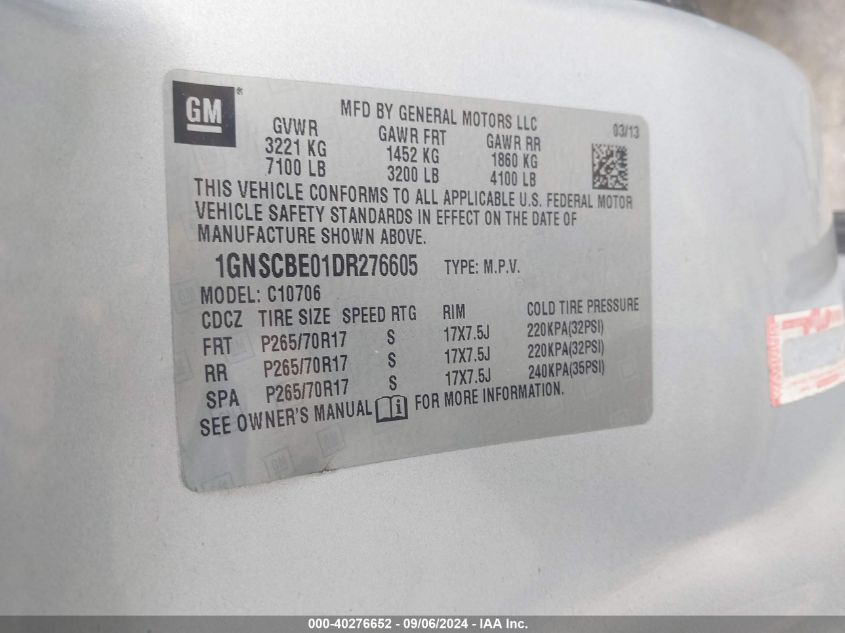 GM®
MFD BY GENERAL MOTORS LLC 03/13
GVWR GAWR FRT GAWR RR
3221 KG 1452 KG 1860 KG
7100 LB 3200 LB 4100 LB
THIS VEHICLE CONFORMS TO ALL APPLICABLE U.S. FEDERAL MOTOR
VEHICLE SAFETY STANDARDS IN EFFECT ON THE DATE OF
MANUFACTURE SHOWN ABOVE.
1GNSCBE01DR276605 TYPE: M.P.V.
MODEL: C10706
CDCZ TIRE SIZE SPEED RTG RIM COLD TIRE PRESSURE
FRT P265/70R17 S 17X7.5J 220KPA(32PSI)
RR P265/70R17 S 17X7.5J 220KPA(32PSI)
SPA P265/70R17 S 17X7.5J 240KPA(35PSI)
SEE OWNER'S MANUAL FOR MORE INFORMATION.
000-40276652 - 09/06/2024 - IAA Inc.